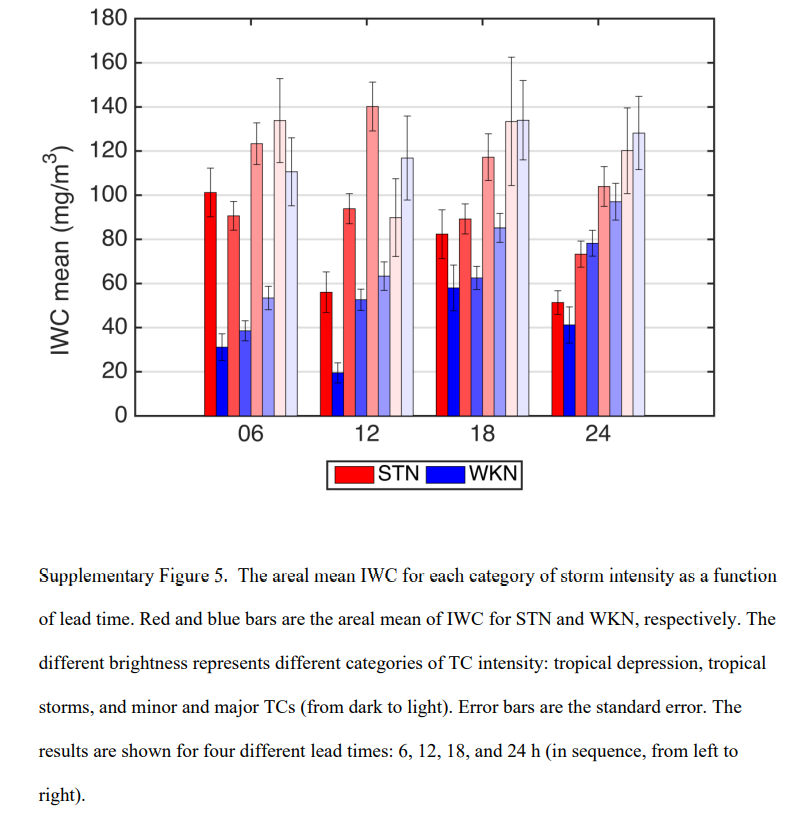 180
160
140
120
100
80
60
40
20
0
IWC mean (mg/m³)
06 12 18 24
STN WKN
Supplementary Figure 5.  The areal mean IWC for each category of storm intensity as a function
of lead time. Red and blue bars are the areal mean of IWC for STN and WKN, respectively. The
different brightness represents different categories of TC intensity: tropical depression, tropical
storms, and minor and major TCs (from dark to light). Error bars are the standard error. The
results are shown for four different lead times: 6, 12, 18, and 24 h (in sequence, from left to
right).